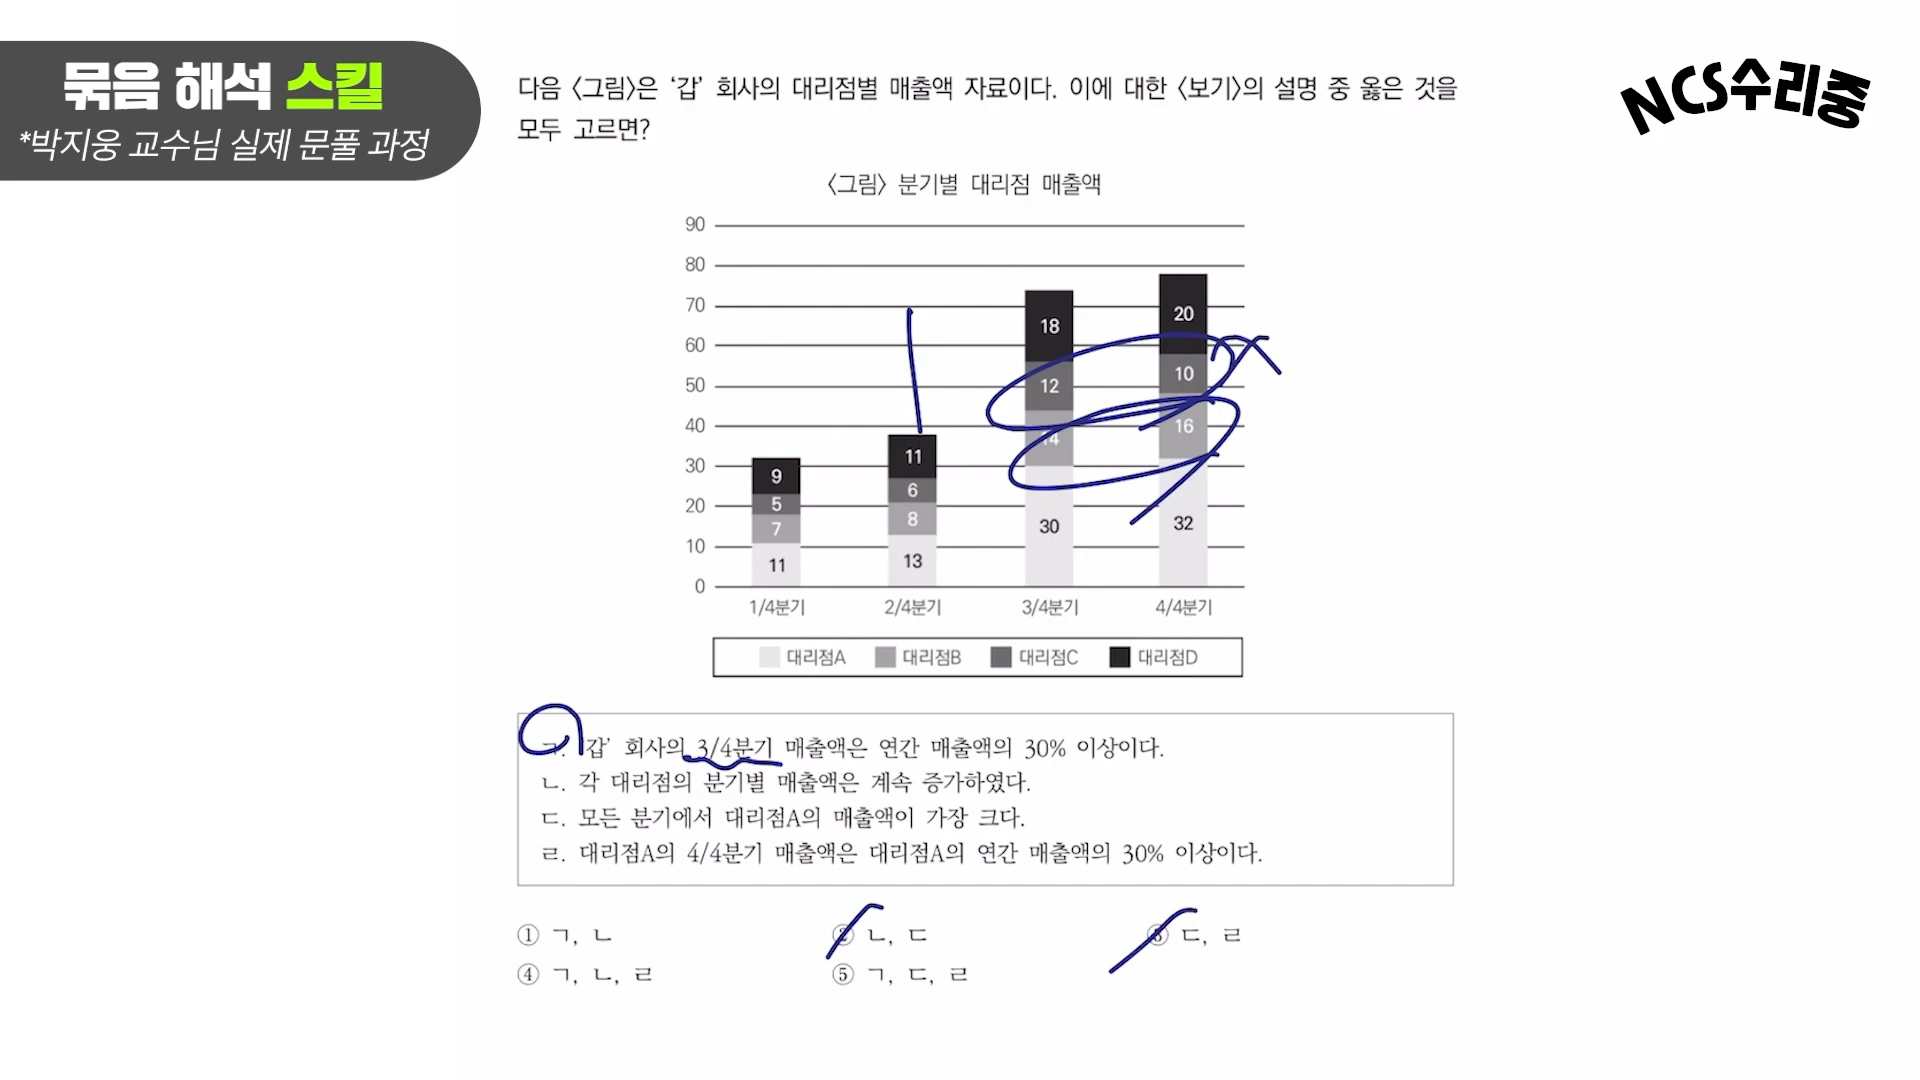 묶음 해석 스킬
*박지웅 교수님 실제 문풀 과정
NCS수리중
다음 〈그림〉은 ‘갑’ 회사의 대리점별 매출액 자료이다. 이에 대한 〈보기〉의 설명 중 옳은 것을
모두 고르면?
〈그림〉 분기별 대리점 매출액
90
80
70
60
50
40
30
20
10
0
9
5
7
11
11
6
8
13
18
12
14
30
20
10
16
32
1/4분기 2/4분기 3/4분기 4/4분기
대리점A 대리점B 대리점C 대리점D
ㄱ. ‘갑’ 회사의 3/4분기 매출액은 연간 매출액의 30% 이상이다.
ㄴ. 각 대리점의 분기별 매출액은 계속 증가하였다.
ㄷ. 모든 분기에서 대리점A의 매출액이 가장 크다.
ㄹ. 대리점A의 4/4분기 매출액은 대리점A의 연간 매출액의 30% 이상이다.
① ㄱ, ㄴ ② ㄴ, ㄷ ③ ㄷ, ㄹ
④ ㄱ, ㄴ, ㄹ ⑤ ㄱ, ㄷ, ㄹ